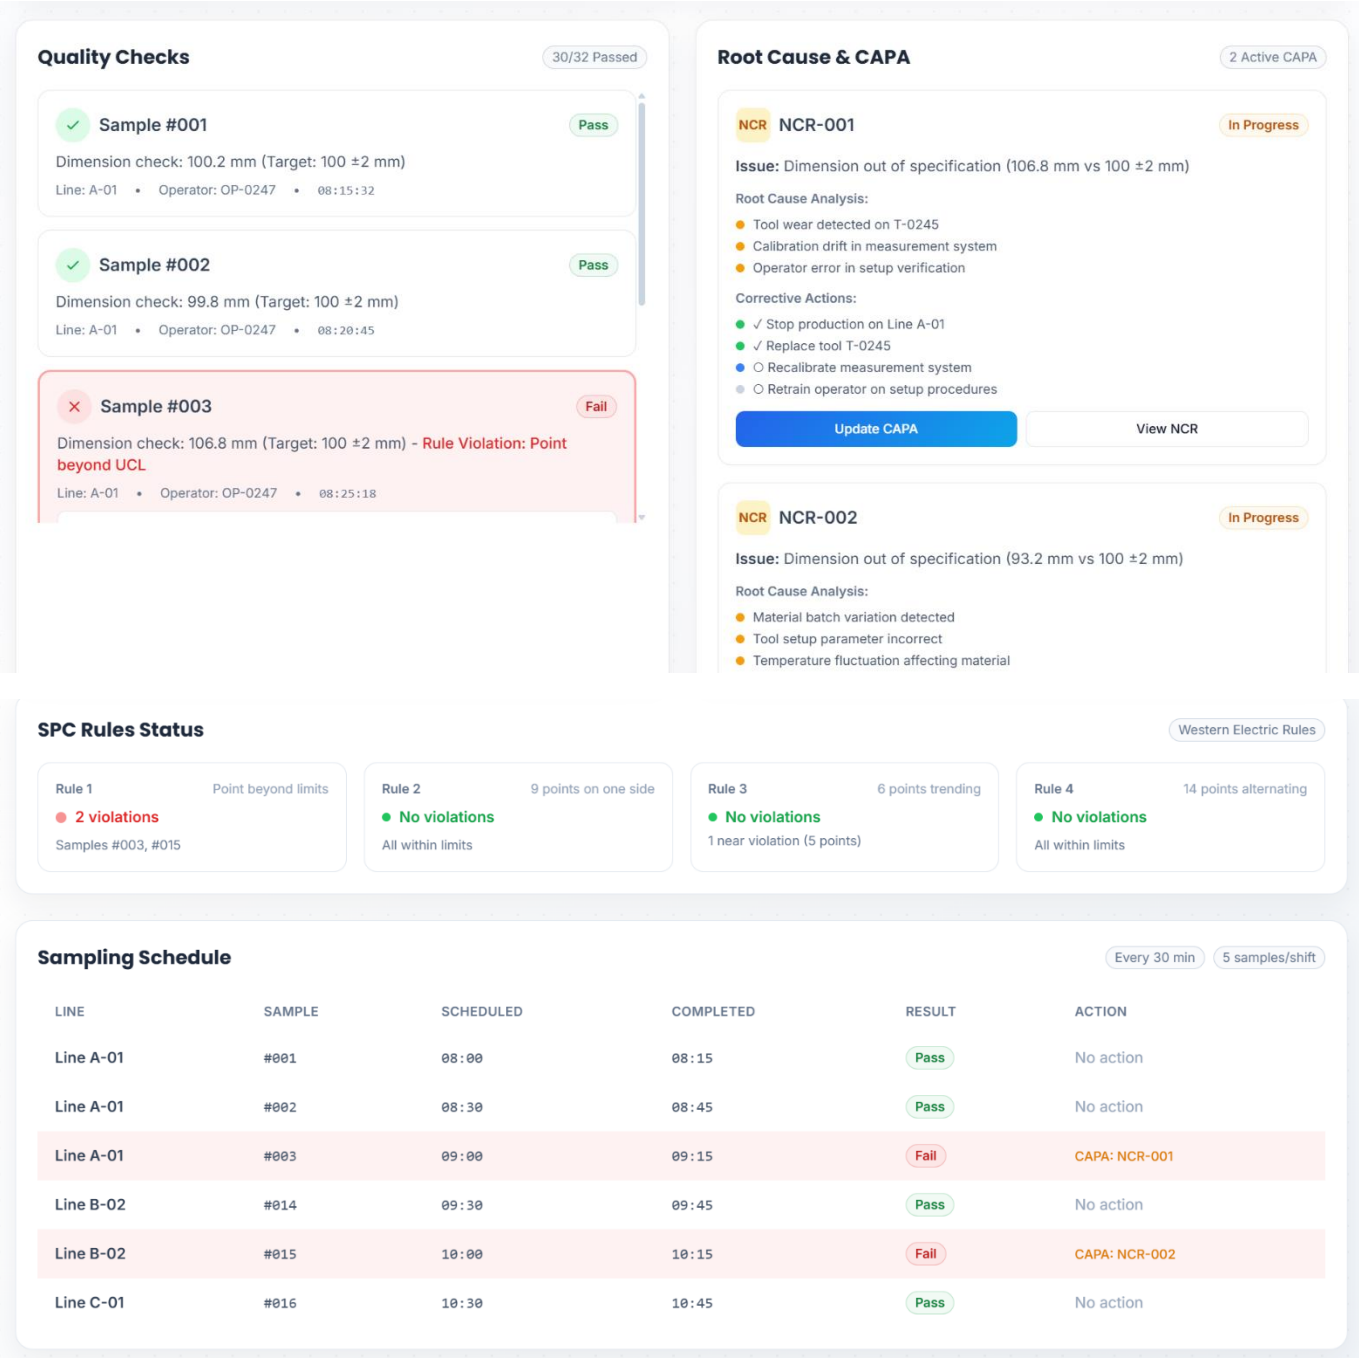 Quality Checks
30/32 Passed
Sample #001
Pass
Dimension check: 100.2 mm (Target: 100 ±2 mm)
Line: A-01 • Operator: OP-0247 • 08:15:32
Sample #002
Pass
Dimension check: 99.8 mm (Target: 100 ±2 mm)
Line: A-01 • Operator: OP-0247 • 08:20:45
Sample #003
Fail
Dimension check: 106.8 mm (Target: 100 ±2 mm) - Rule Violation: Point
beyond UCL
Line: A-01 • Operator: OP-0247 • 08:25:18
Root Cause & CAPA
2 Active CAPA
NCR NCR-001
In Progress
Issue: Dimension out of specification (106.8 mm vs 100 ±2 mm)
Root Cause Analysis:
Tool wear detected on T-0245
Calibration drift in measurement system
Operator error in setup verification
Corrective Actions:
✓ Stop production on Line A-01
✓ Replace tool T-0245
○ Recalibrate measurement system
○ Retrain operator on setup procedures
Update CAPA
View NCR
NCR NCR-002
In Progress
Issue: Dimension out of specification (93.2 mm vs 100 ±2 mm)
Root Cause Analysis:
Material batch variation detected
Tool setup parameter incorrect
Temperature fluctuation affecting material
SPC Rules Status
Western Electric Rules
Rule 1 Point beyond limits
2 violations
Samples #003, #015
Rule 2 9 points on one side
No violations
All within limits
Rule 3 6 points trending
No violations
1 near violation (5 points)
Rule 4 14 points alternating
No violations
All within limits
Sampling Schedule
Every 30 min 5 samples/shift
LINE SAMPLE SCHEDULED COMPLETED RESULT ACTION
Line A-01 #001 08:00 08:15 Pass No action
Line A-01 #002 08:30 08:45 Pass No action
Line A-01 #003 09:00 09:15 Fail CAPA: NCR-001
Line B-02 #014 09:30 09:45 Pass No action
Line B-02 #015 10:00 10:15 Fail CAPA: NCR-002
Line C-01 #016 10:30 10:45 Pass No action